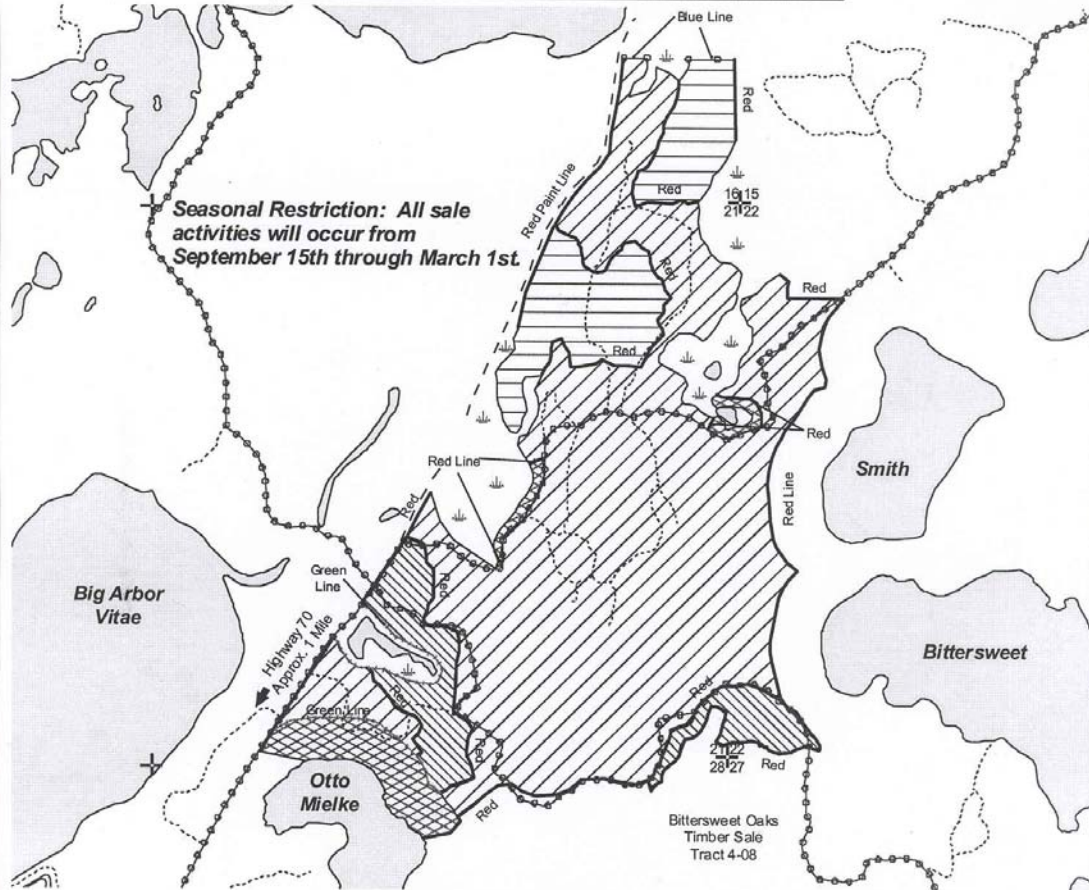 Blue Line
Red
Red Paint Line
Red
16 15
21 22
Seasonal Restriction: All sale
activities will occur from
September 15th through March 1st.
Red
Red
Red
Red
Smith
Red Line
Red
Red Line
Red
Green
Line
Big Arbor
Vitae
Highway 70
Approx. 1 Mile
Bittersweet
Red
Red
Green Line
Red
21 22
28 27
Red
Otto
Mielke
Red
Bittersweet Oaks
Timber Sale
Tract 4-08